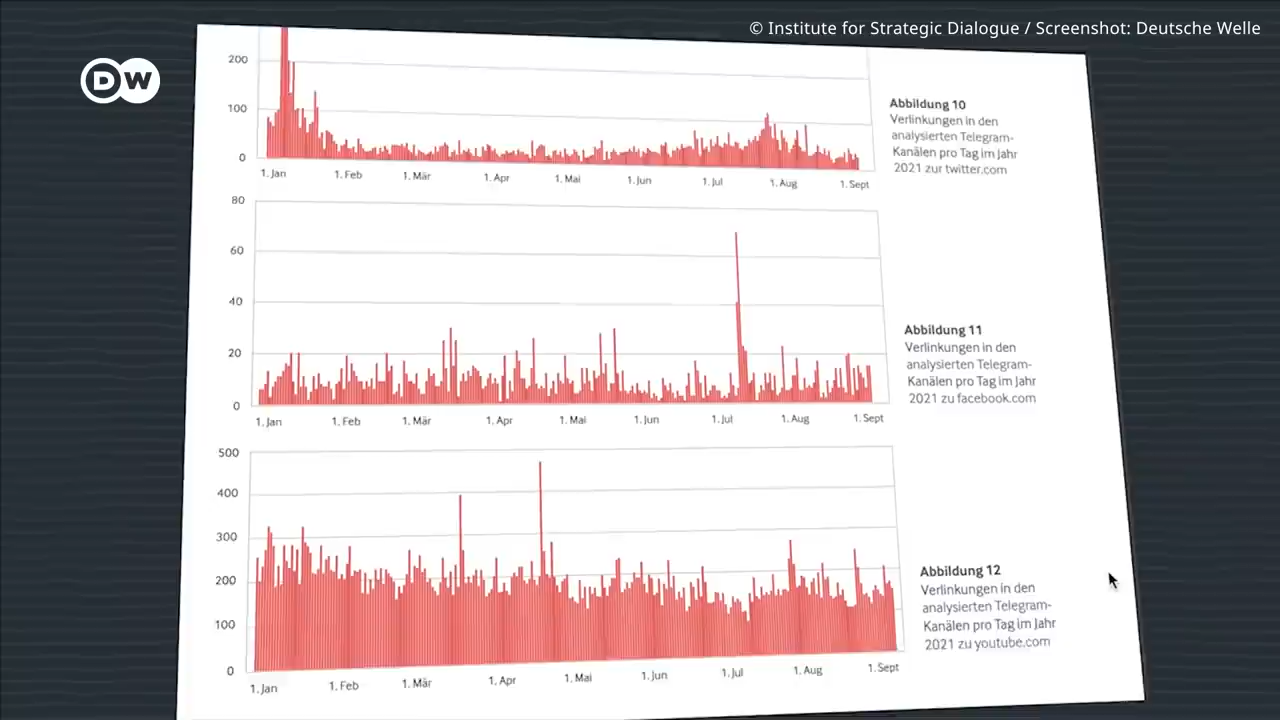 © Institute for Strategic Dialogue / Screenshot: Deutsche Welle
DW
200
100
0
1. Jan
1. Feb
1. Mär
1. Apr
1. Mai
1. Jun
1. Jul
1. Aug
1. Sept
Abbildung 10
Verlinkungen in den
analysierten Telegram-
Kanälen pro Tag im Jahr
2021 zur twitter.com
80
60
40
20
0
1. Jan
1. Feb
1. Mär
1. Apr
1. Mai
1. Jun
1. Jul
1. Aug
1. Sept
Abbildung 11
Verlinkungen in den
analysierten Telegram-
Kanälen pro Tag im Jahr
2021 zu facebook.com
500
400
300
200
100
0
1. Jan
1. Feb
1. Mär
1. Apr
1. Mai
1. Jun
1. Jul
1. Aug
1. Sept
Abbildung 12
Verlinkungen in den
analysierten Telegram-
Kanälen pro Tag im Jahr
2021 zu youtube.com